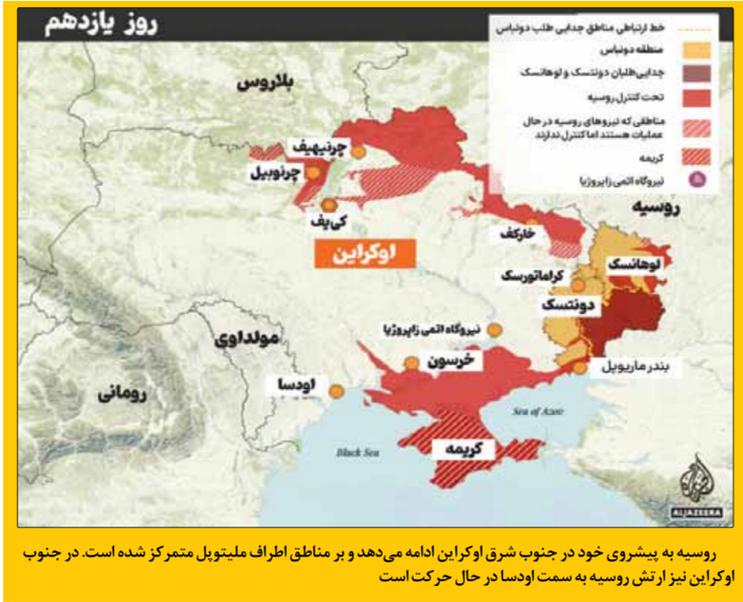 روز یازدهم
خط ارتباطی مناطق جدایی طلب دونباس
منطقه دونباس
جدایی‌طلبان دونتسک و لوهانسک
تحت کنترل روسیه
مناطقی که نیروهای روسیه در حال
عملیات هستند اما کنترل ندارند
کریمه
نیروگاه اتمی زاپروژیا
بلاروس
چرنیهیف
چرنوبیل
کی‌یف
روسیه
خارکف
اوکراین
لوهانسک
کراماتورسک
دونتسک
نیروگاه اتمی زاپروژیا
مولداوی
خرسون
بندر ماریوپل
اودسا
رومانی
Sea of Azov
Black Sea
کریمه
ALJAZEERA
روسیه به پیشروی خود در جنوب شرق اوکراین ادامه می‌دهد و بر مناطق اطراف ملیتوپل متمرکز شده است. در جنوب
اوکراین نیز ارتش روسیه به سمت اودسا در حال حرکت است